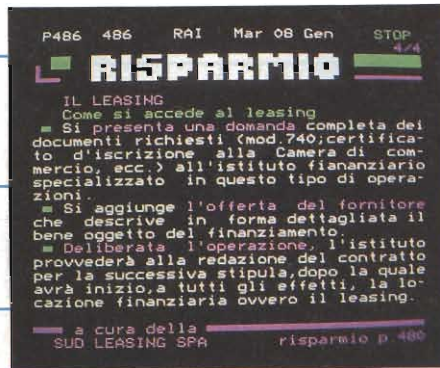 P486 486 RAI Mar 08 Gen STOP
4/4
RISPARMIO
IL LEASING
Come si accede al leasing
Si presenta una domanda completa dei
documenti richiesti (mod.740;certifica-
to d'iscrizione alla Camera di com-
mercio, ecc.) all'istituto fiananziario
specializzato in questo tipo di opera-
zioni.
Si aggiunge l'offerta del fornitore
che descrive in forma dettagliata il
bene oggetto del finanziamento.
Deliberata l'operazione, l'istituto
provvederà alla redazione del contratto
per la successiva stipula,dopo la quale
avrà inizio,a tutti gli effetti, la lo-
cazione finanziaria ovvero il leasing.
a cura della
SUD LEASING SPA risparmio p.480